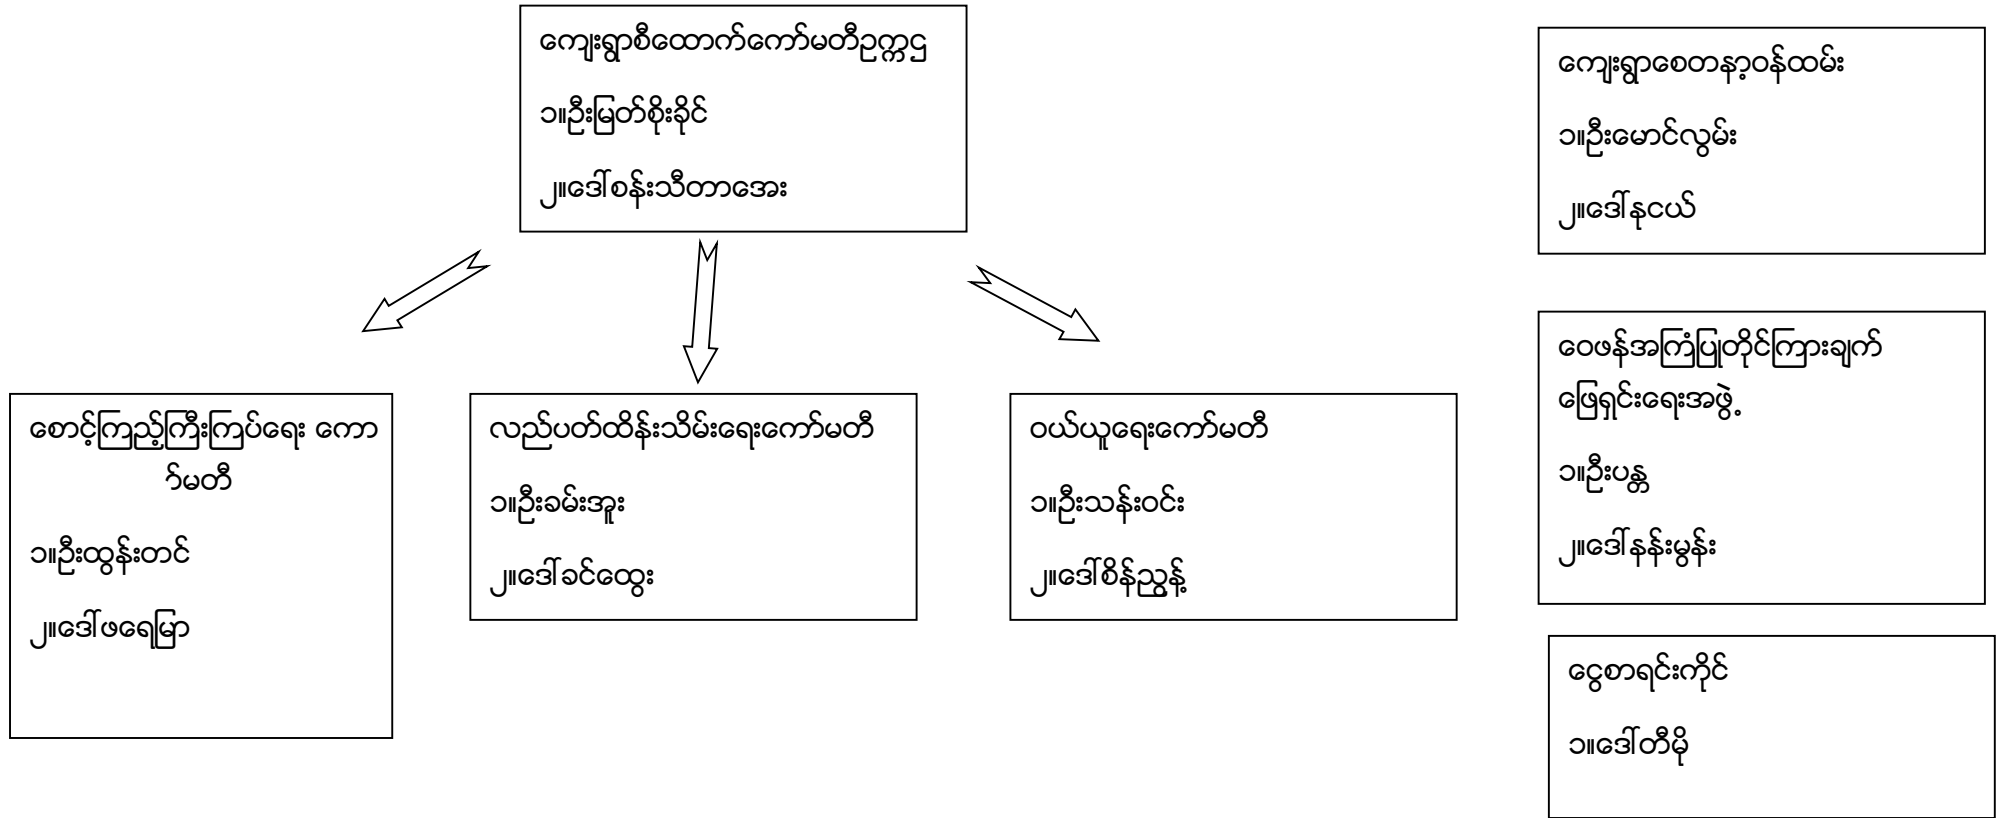 ကျေးရွာစီထောက်ကော်မတီဥက္ကဌ
၁။ဦးမြတ်စိုးခိုင်
၂။ဒေါ်စန်းသီတာအေး
ကျေးရွာစေတနာ့ဝန်ထမ်း
၁။ဦးမောင်လွမ်း
၂။ဒေါ်နုငယ်
စောင့်ကြည့်ကြီးကြပ်ရေး ကော
်မတီ
၁။ဦးထွန်းတင်
၂။ဒေါ်ဖရေမြာ
လည်ပတ်ထိန်းသိမ်းရေးကော်မတီ
၁။ဦးခမ်းအူး
၂။ဒေါ်ခင်ထွေး
ဝယ်ယူရေးကော်မတီ
၁။ဦးသန်းဝင်း
၂။ဒေါ်စိန်ညွန့်
ဝေဖန်အကြံပြုတိုင်ကြားချက်
ဖြေရှင်းရေးအဖွဲ့
၁။ဦးပန္တ
၂။ဒေါ်နန်းမွန်း
ငွေစာရင်းကိုင်
၁။ဒေါ်တီမို